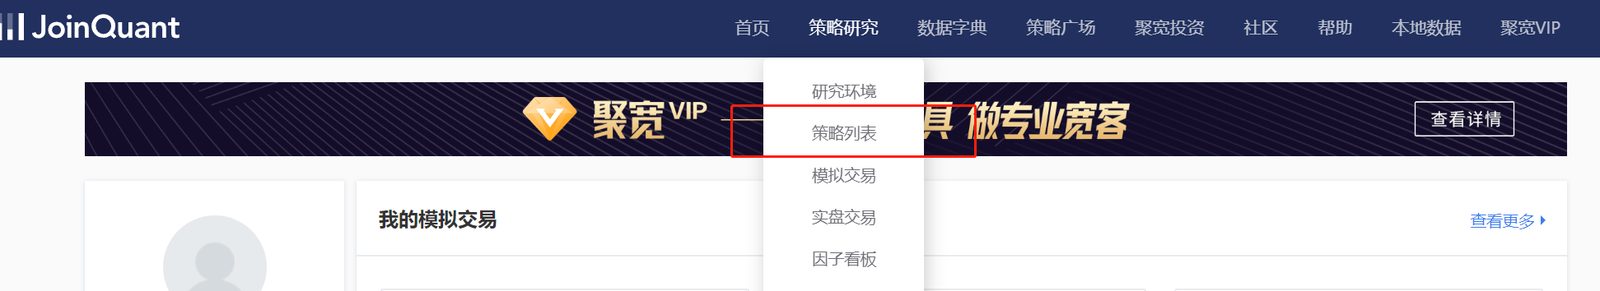 JoinQuant 首页 策略研究 数据字典 策略广场 聚宽投资 社区 帮助 本地数据 聚宽VIP
研究环境
聚宽VIP 具 做专业宽客 查看详情
策略列表
模拟交易
我的模拟交易 实盘交易 查看更多
因子看板